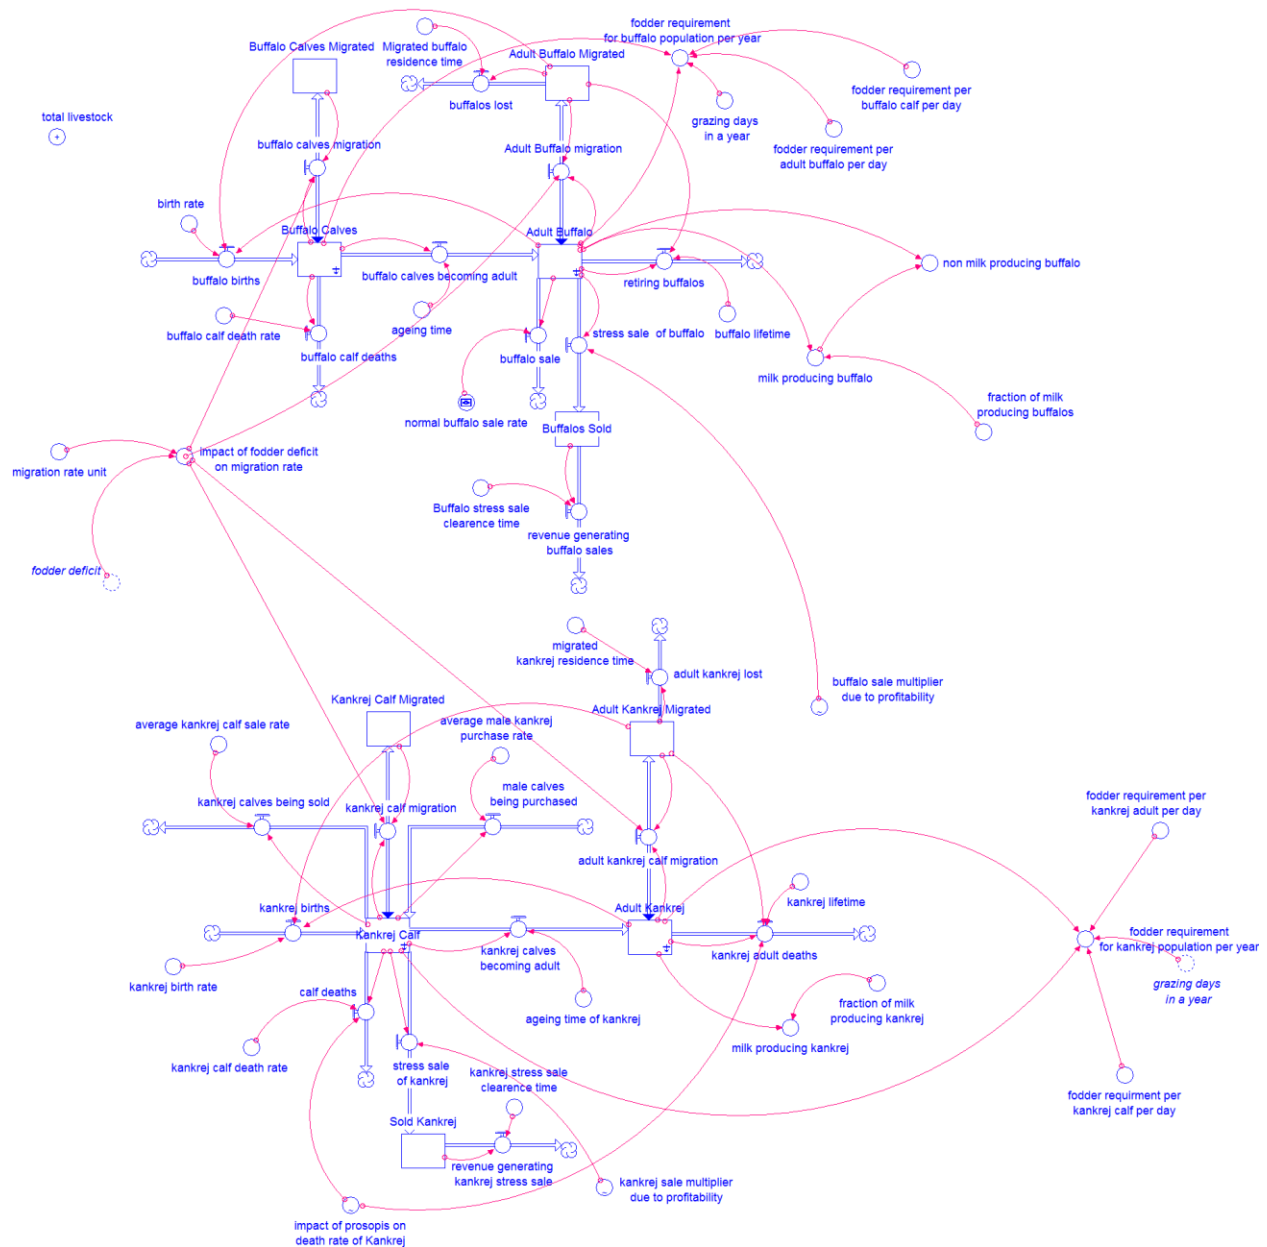 fodder requirement
for buffalo population per year
Migrated buffalo
residence time
Adult Buffalo Migrated
Buffalo Calves Migrated
fodder requirement per
buffalo calf per day
buffalos lost
grazing days
in a year
total livestock
fodder requirement per
adult buffalo per day
buffalo calves migration
Adult Buffalo migration
birth rate
Buffalo Calves
Adult Buffalo
buffalo births
buffalo calves becoming adult
retiring buffalos
non milk producing buffalo
buffalo calf death rate
ageing time
stress sale of buffalo
buffalo lifetime
buffalo calf deaths
buffalo sale
milk producing buffalo
fraction of milk
producing buffalos
normal buffalo sale rate
Buffalos Sold
impact of fodder deficit
on migration rate
migration rate unit
Buffalo stress sale
clearence time
revenue generating
buffalo sales
fodder deficit
migrated
kankrej residence time
adult kankrej lost
buffalo sale multiplier
due to profitability
Kankrej Calf Migrated
Adult Kankrej Migrated
average kankrej calf sale rate
average male kankrej
purchase rate
kankrej calves being sold
kankrej calf migration
male calves
being purchased
fodder requirement per
kankrej adult per day
adult kankrej calf migration
kankrej lifetime
kankrej births
Kankrej Calf
Adult Kankrej
kankrej calves
becoming adult
kankrej adult deaths
fodder requirement
for kankrej population per year
kankrej birth rate
calf deaths
ageing time of kankrej
fraction of milk
producing kankrej
grazing days
in a year
kankrej calf death rate
stress sale
of kankrej
kankrej stress sale
clearence time
milk producing kankrej
fodder requirment per
kankrej calf per day
Sold Kankrej
revenue generating
kankrej stress sale
kankrej sale multiplier
due to profitability
impact of prosopis on
death rate of Kankrej